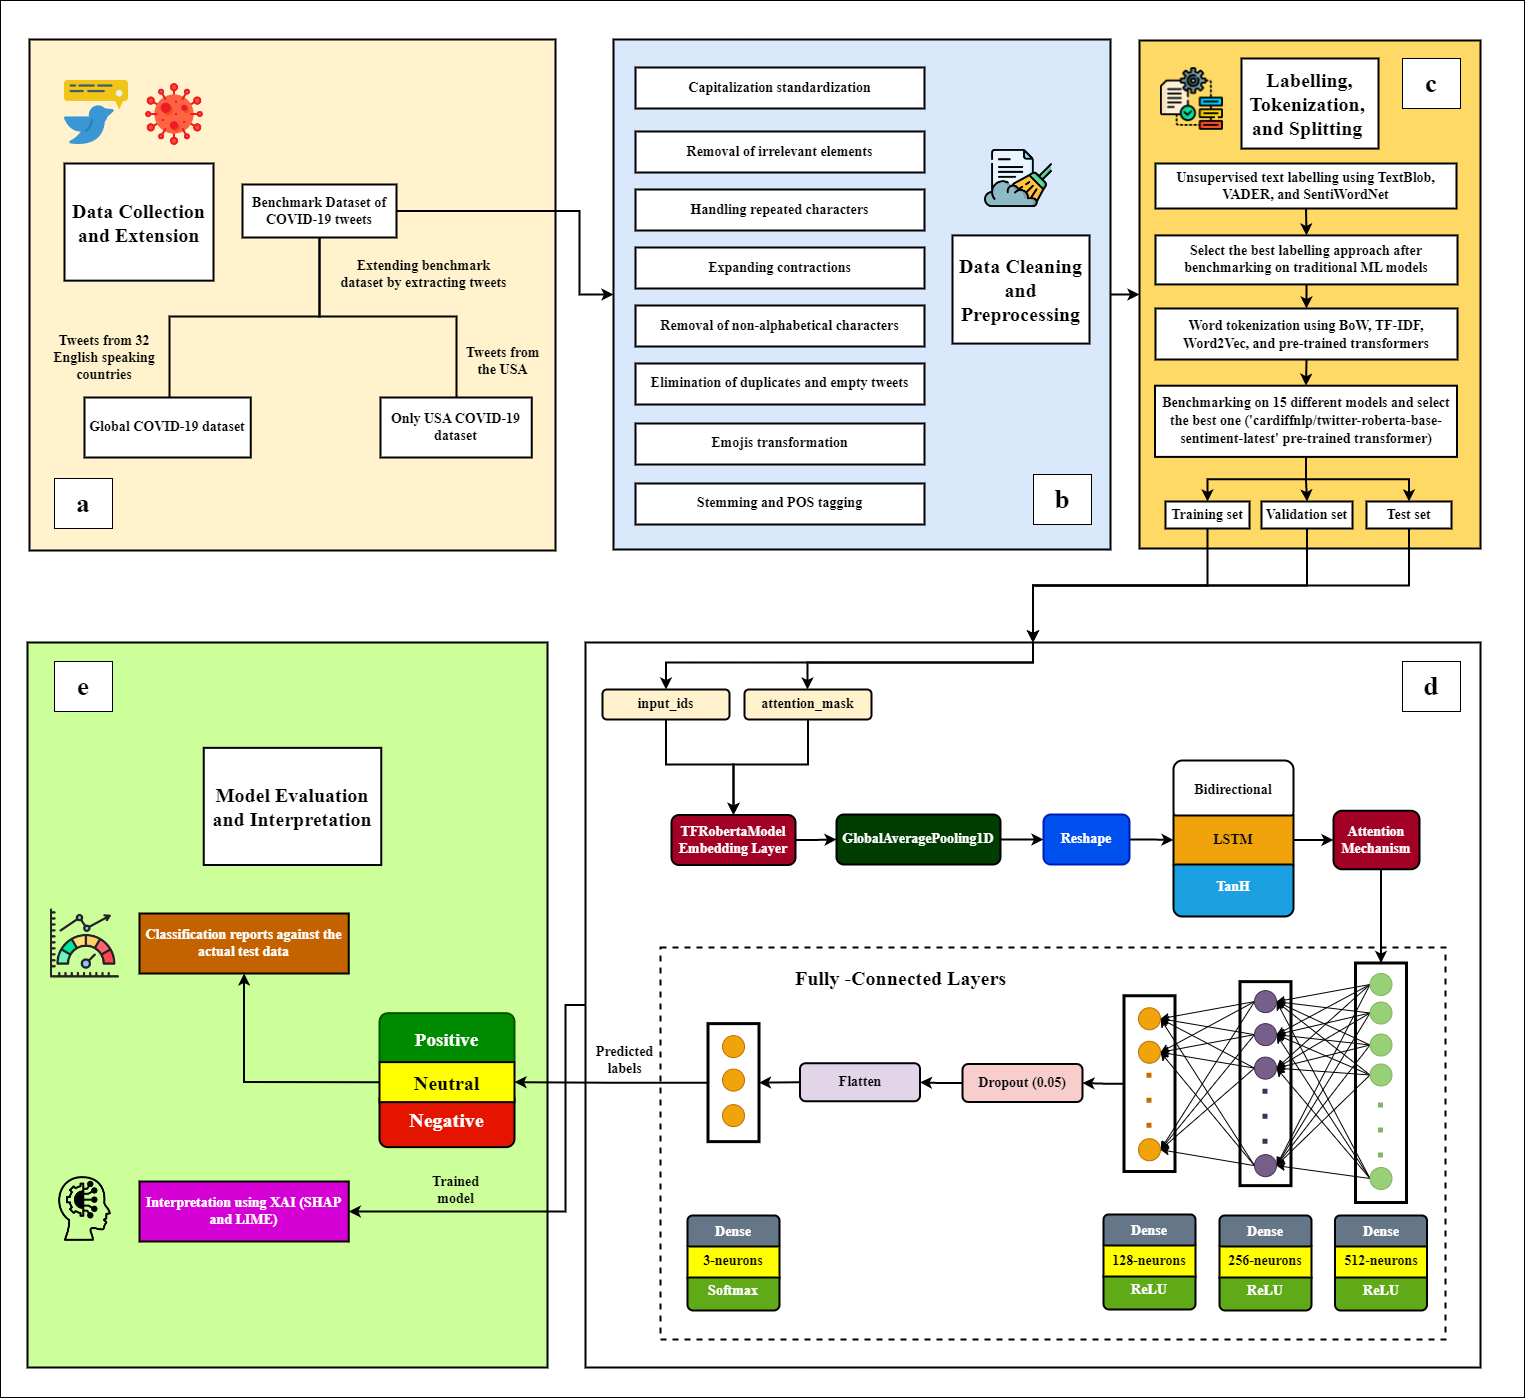 Data Collection
and Extension
Benchmark Dataset of
COVID-19 tweets
Extending benchmark
dataset by extracting tweets
Tweets from 32
English speaking
countries
Tweets from
the USA
Global COVID-19 dataset
Only USA COVID-19
dataset
a
Capitalization standardization
Removal of irrelevant elements
Handling repeated characters
Expanding contractions
Removal of non-alphabetical characters
Elimination of duplicates and empty tweets
Emojis transformation
Stemming and POS tagging
Data Cleaning
and
Preprocessing
b
Labelling,
Tokenization,
and Splitting
c
Unsupervised text labelling using TextBlob,
VADER, and SentiWordNet
Select the best labelling approach after
benchmarking on traditional ML models
Word tokenization using BoW, TF-IDF,
Word2Vec, and pre-trained transformers
Benchmarking on 15 different models and select
the best one ('cardiffnlp/twitter-roberta-base-
sentiment-latest' pre-trained transformer)
Training set
Validation set
Test set
d
input_ids
attention_mask
TFRobertaModel
Embedding Layer
GlobalAveragePooling1D
Reshape
Bidirectional
LSTM
TanH
Attention
Mechanism
Fully -Connected Layers
Dropout (0.05)
Flatten
Predicted
labels
Dense
3-neurons
Softmax
Dense
128-neurons
ReLU
Dense
256-neurons
ReLU
Dense
512-neurons
ReLU
e
Model Evaluation
and Interpretation
Classification reports against the
actual test data
Positive
Neutral
Negative
Trained
model
Interpretation using XAI (SHAP
and LIME)